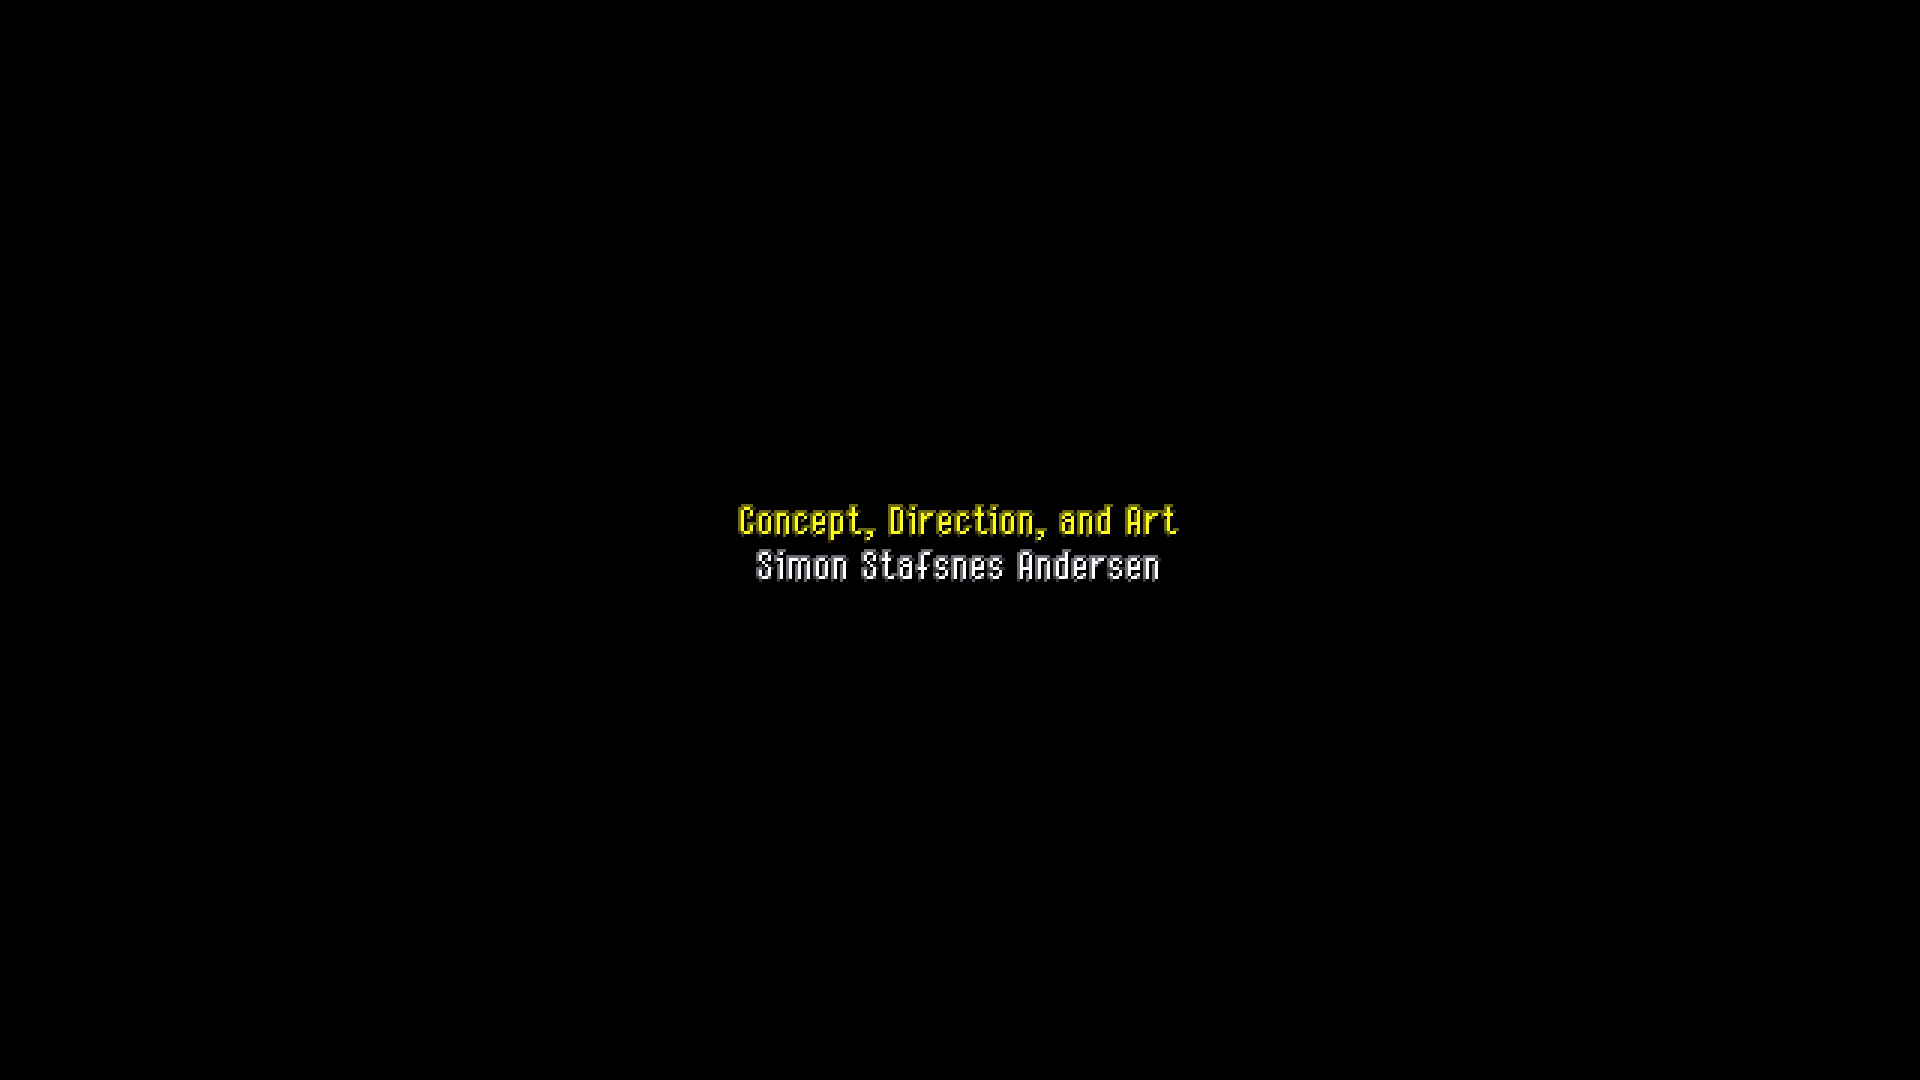 Concept, Direction, and Art
Simon Stafsnes Andersen